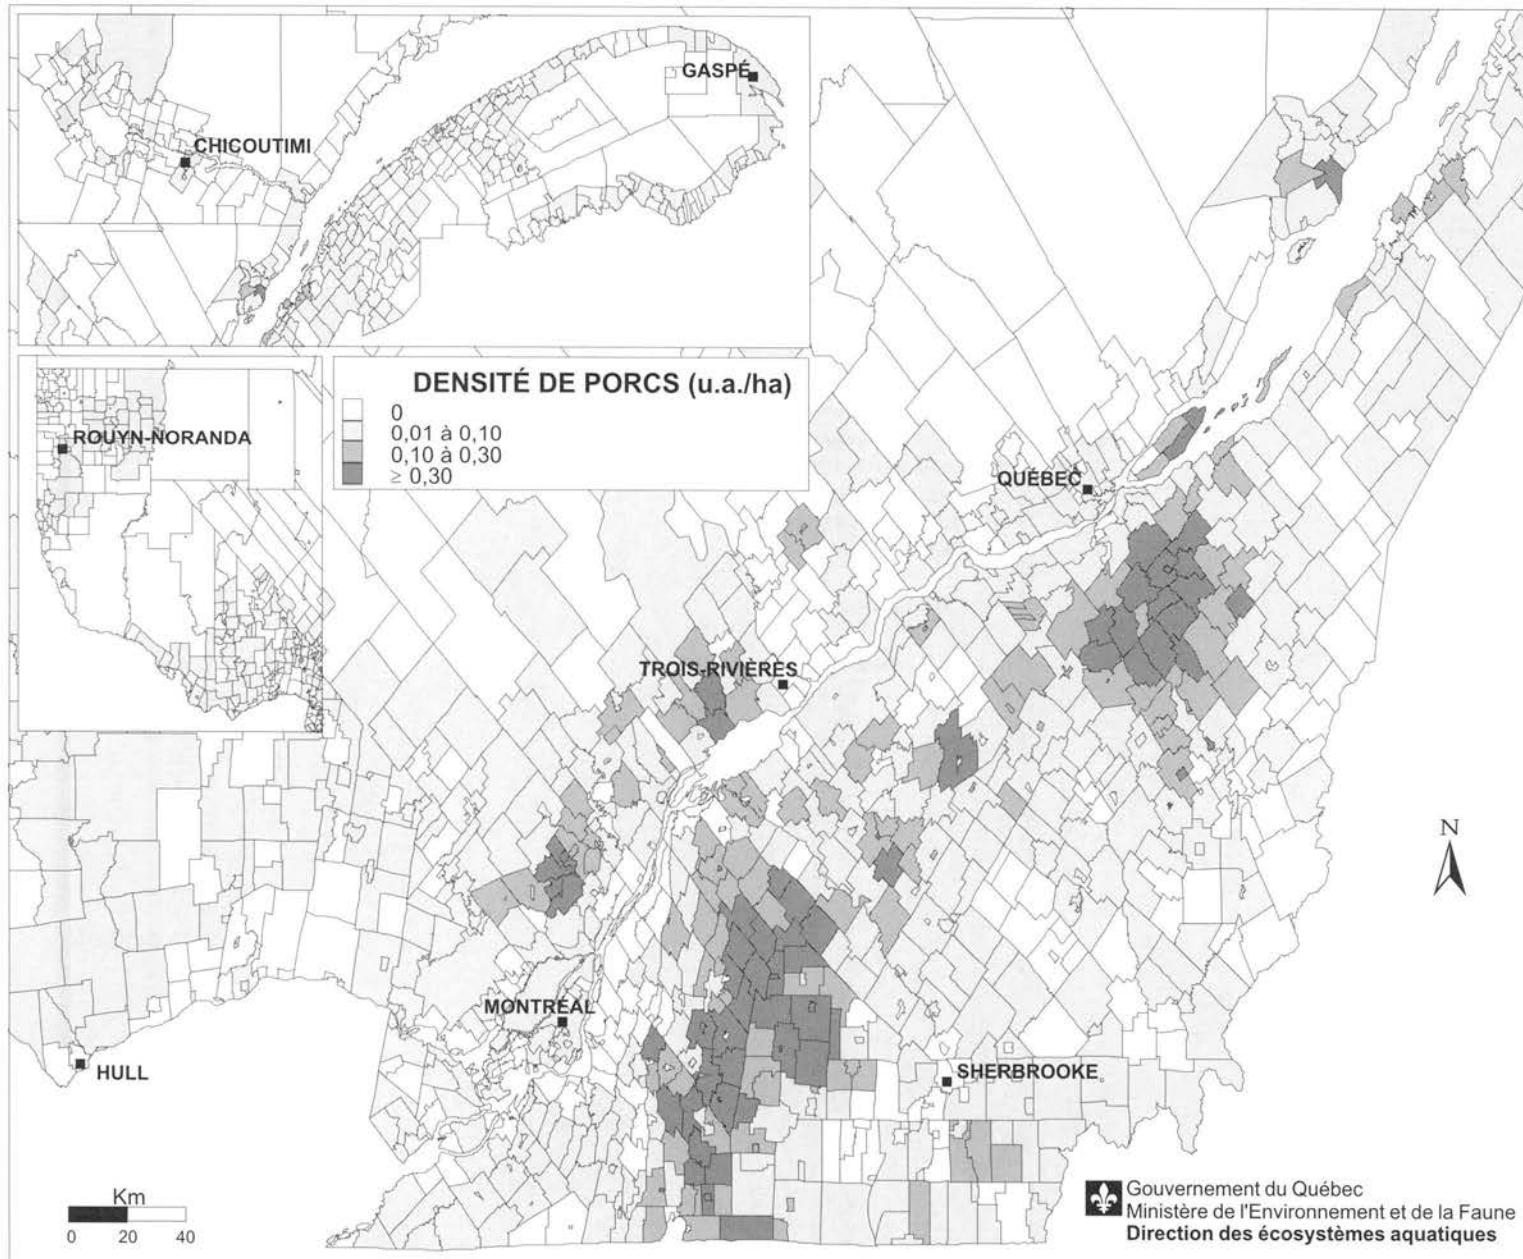 GASPÉ
CHICOUTIMI
DENSITÉ DE PORCS (u.a./ha)
0
0,01 à 0,10
0,10 à 0,30
≥ 0,30
ROUYN-NORANDA
QUÉBEC
TROIS-RIVIÈRES
N
MONTRÉAL
HULL
SHERBROOKE
Km
0 20 40
Gouvernement du Québec
Ministère de l'Environnement et de la Faune
Direction des écosystèmes aquatiques